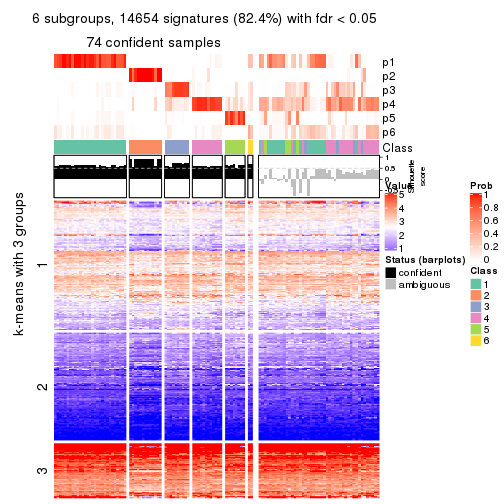 6 subgroups, 14654 signatures (82.4%) with fdr < 0.05
74 confident samples
p1
p2
p3
p4
p5
p6
Class
1
0.5
0
-0.5
silhouette
score
k-means with 3 groups
1
2
3
Value
5
4
3
2
1
Status (barplots)
confident
ambiguous
Prob
1
0.8
0.6
0.4
0.2
0
Class
1
2
3
4
5
6